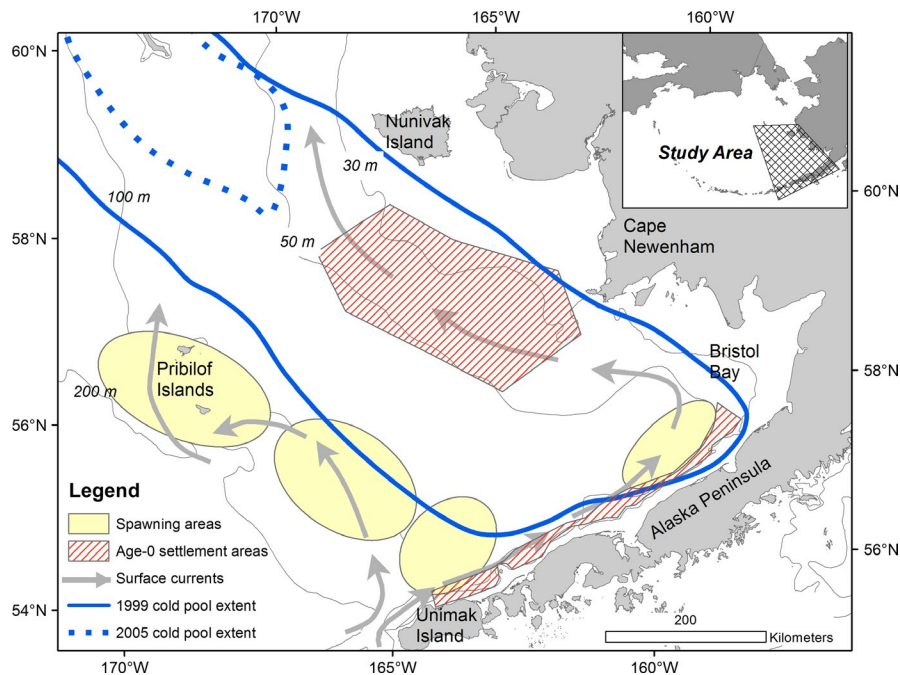 170°W
165°W
160°W
60°N
Nunivak
Island
Study Area
30 m
60°N
100 m
Cape
Newenham
58°N
50 m
Bristol
Bay
58°N
Pribilof
Islands
200 m
56°N
Alaska Peninsula
Legend
Spawning areas
Age-0 settlement areas
Surface currents
1999 cold pool extent
2005 cold pool extent
56°N
54°N
Unimak
Island
200
Kilometers
170°W
165°W
160°W